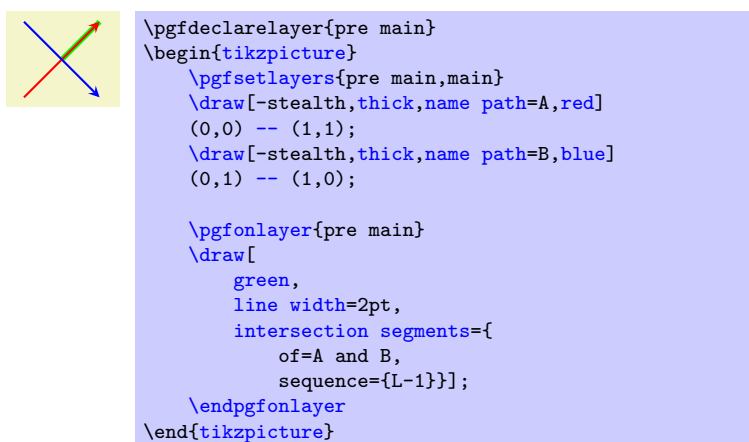 \pgfdeclarelayer{pre main}
\begin{tikzpicture}
    \pgfsetlayers{pre main,main}
    \draw[-stealth,thick,name path=A,red]
    (0,0) -- (1,1);
    \draw[-stealth,thick,name path=B,blue]
    (0,1) -- (1,0);

    \pgfonlayer{pre main}
    \draw[
        green,
        line width=2pt,
        intersection segments={
            of=A and B,
            sequence={L-1}}];
    \endpgfonlayer
\end{tikzpicture}